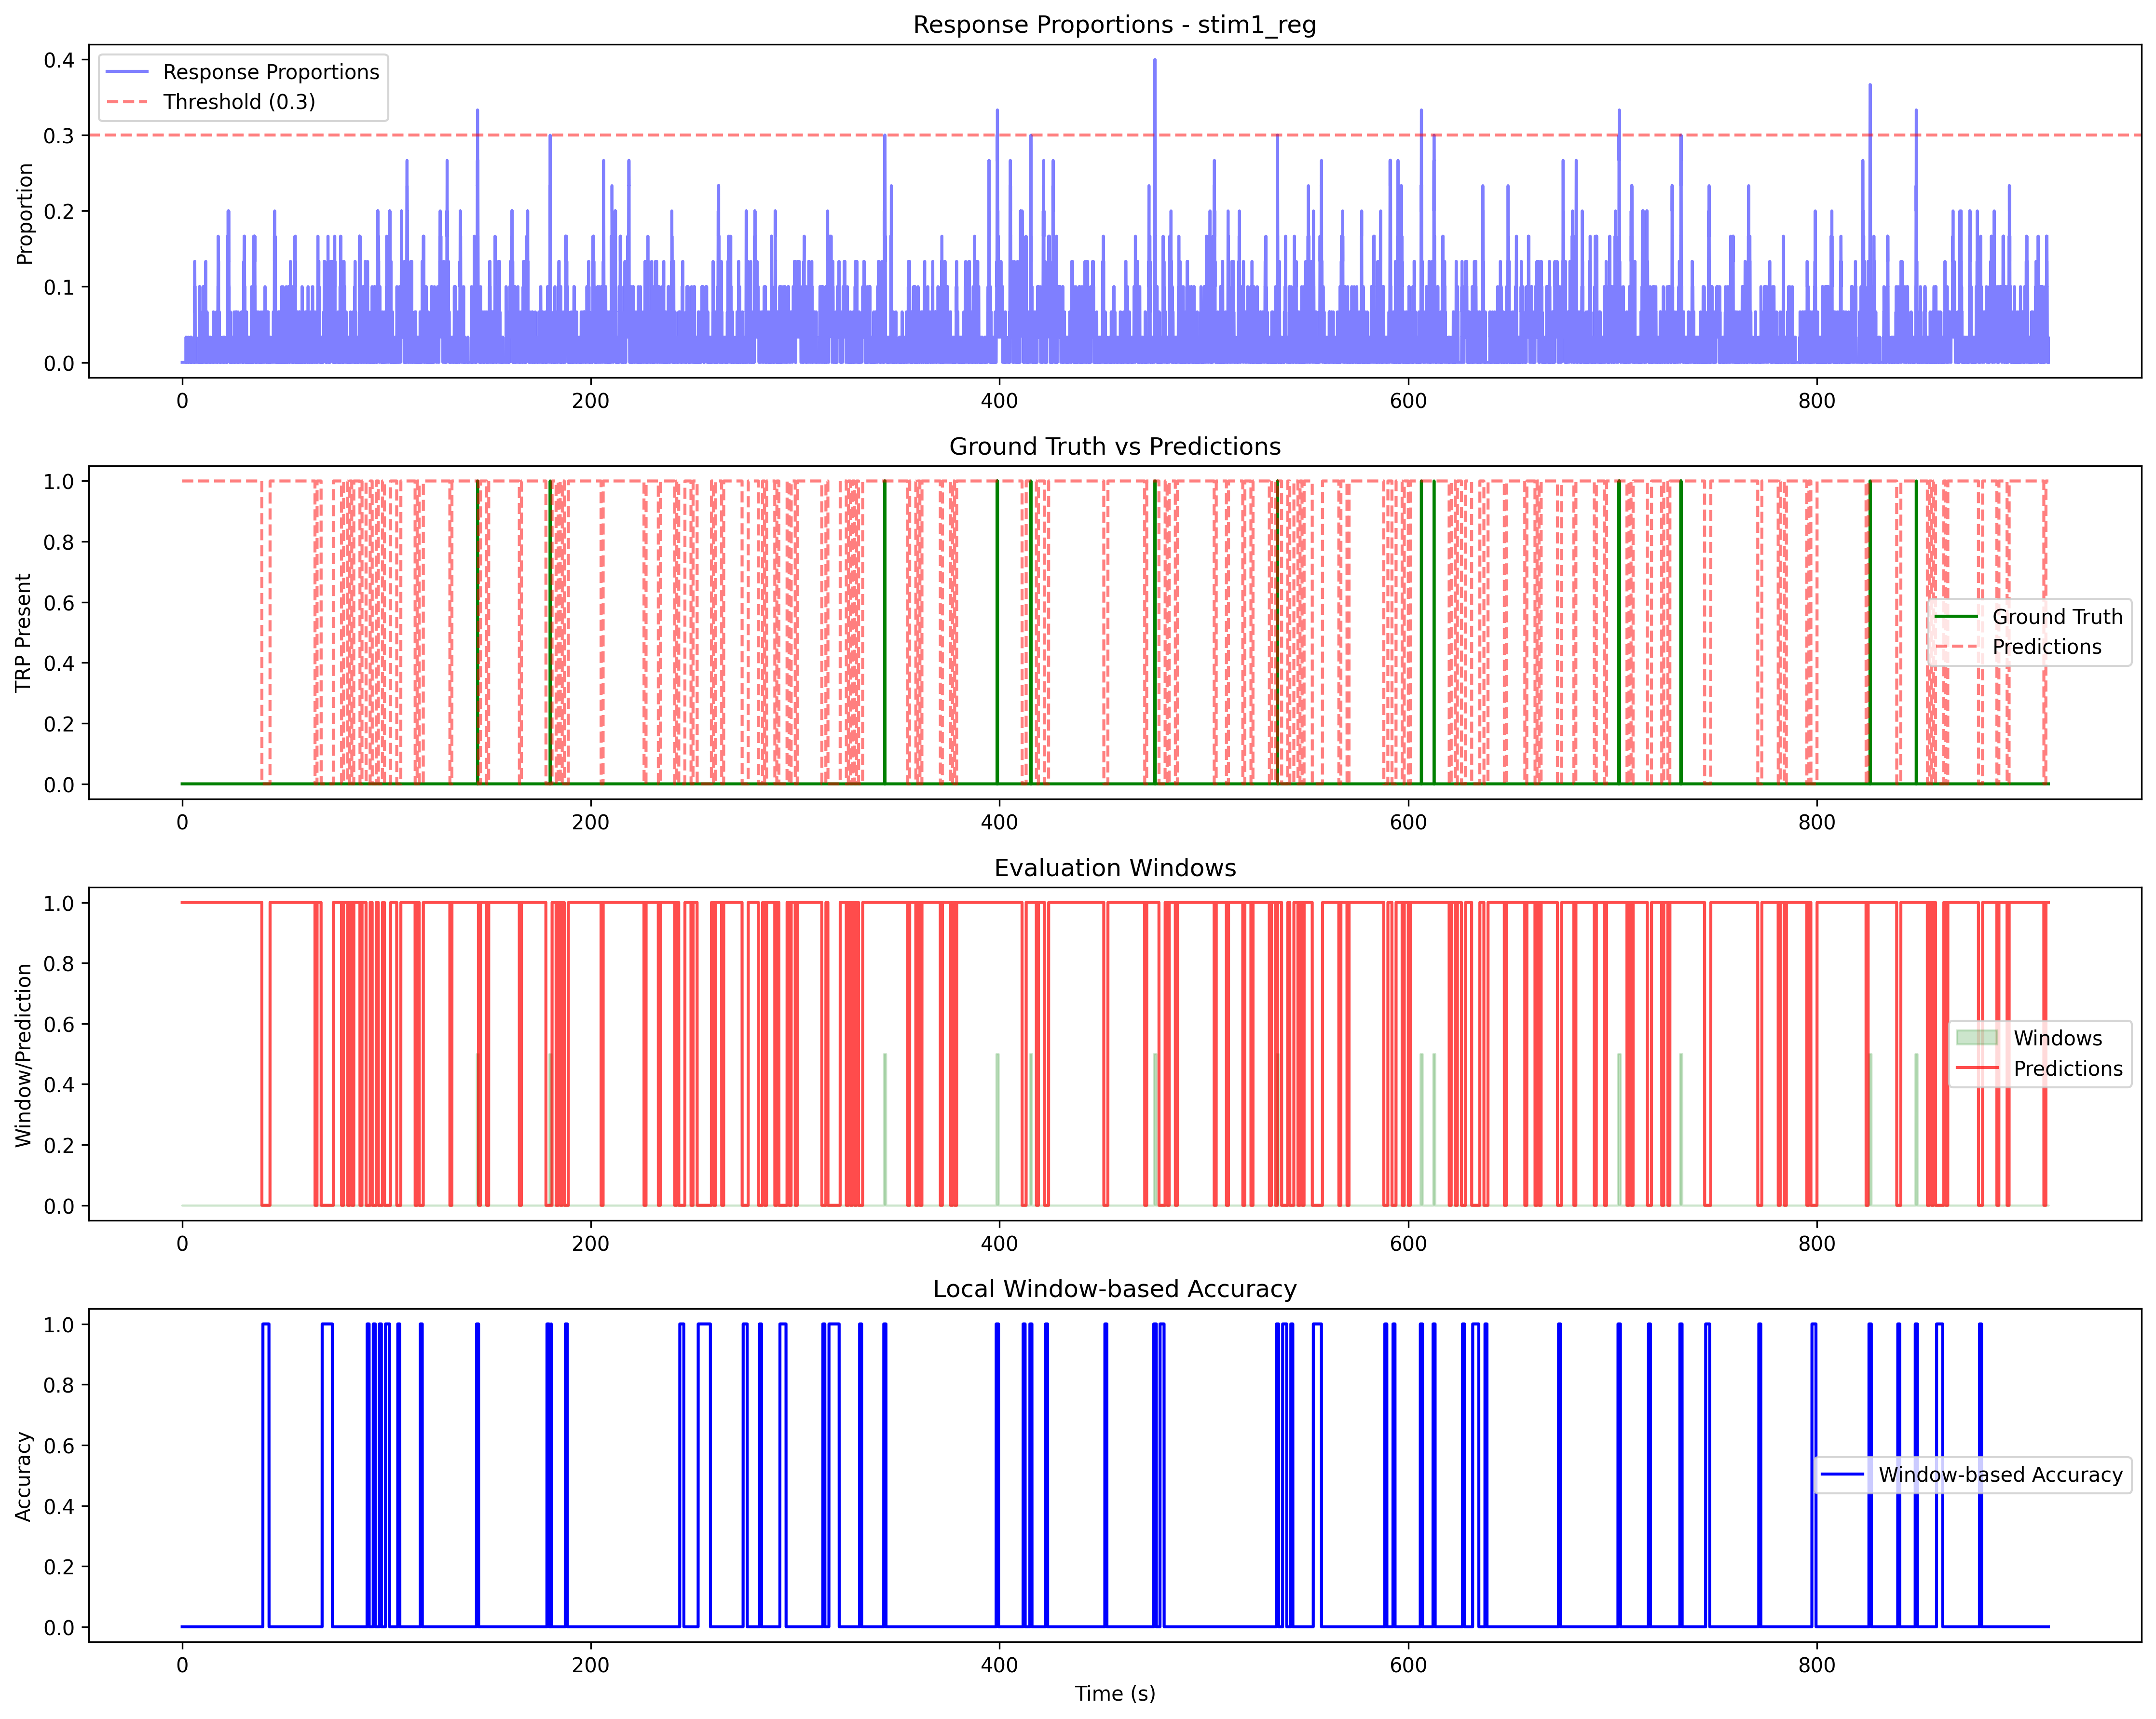 Response Proportions - stim1_reg
Response Proportions
Threshold (0.3)
Proportion
0.4
0.3
0.2
0.1
0.0
0 200 400 600 800
Ground Truth vs Predictions
TRP Present
1.0
0.8
0.6
0.4
0.2
0.0
Ground Truth
Predictions
0 200 400 600 800
Evaluation Windows
Window/Prediction
1.0
0.8
0.6
0.4
0.2
0.0
Windows
Predictions
0 200 400 600 800
Local Window-based Accuracy
Accuracy
1.0
0.8
0.6
0.4
0.2
0.0
Window-based Accuracy
0 200 400 600 800
Time (s)